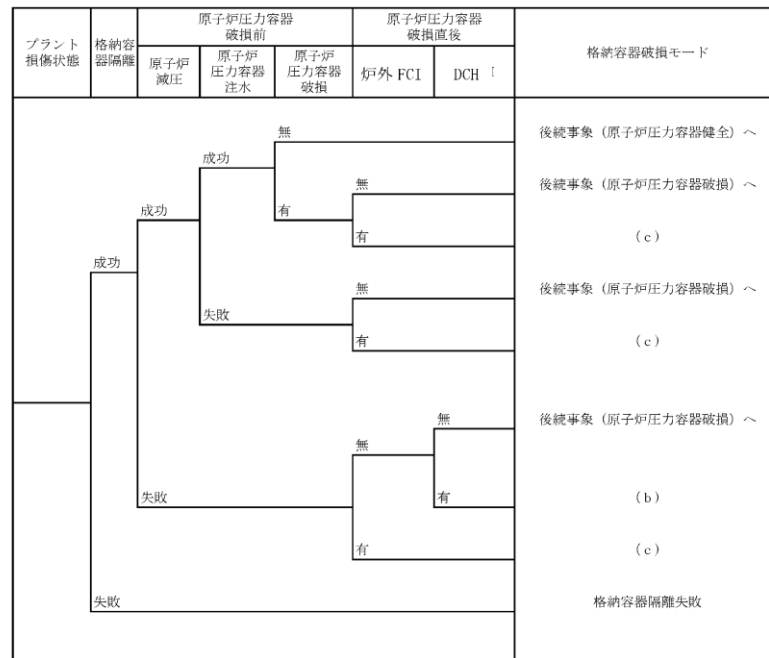 プラント
損傷状態
格納容
器隔離
原子炉圧力容器
破損前
原子炉
減圧
原子炉
圧力容器
注水
原子炉
圧力容器
破損
原子炉圧力容器
破損直後
炉外 FCI
DCH「
格納容器破損モード
無
後続事象（原子炉圧力容器健全）へ
成功
無
後続事象（原子炉圧力容器破損）へ
成功
有
有
（c）
成功
無
後続事象（原子炉圧力容器破損）へ
失敗
有
（c）
無
後続事象（原子炉圧力容器破損）へ
無
失敗
有
（b）
有
（c）
失敗
格納容器隔離失敗